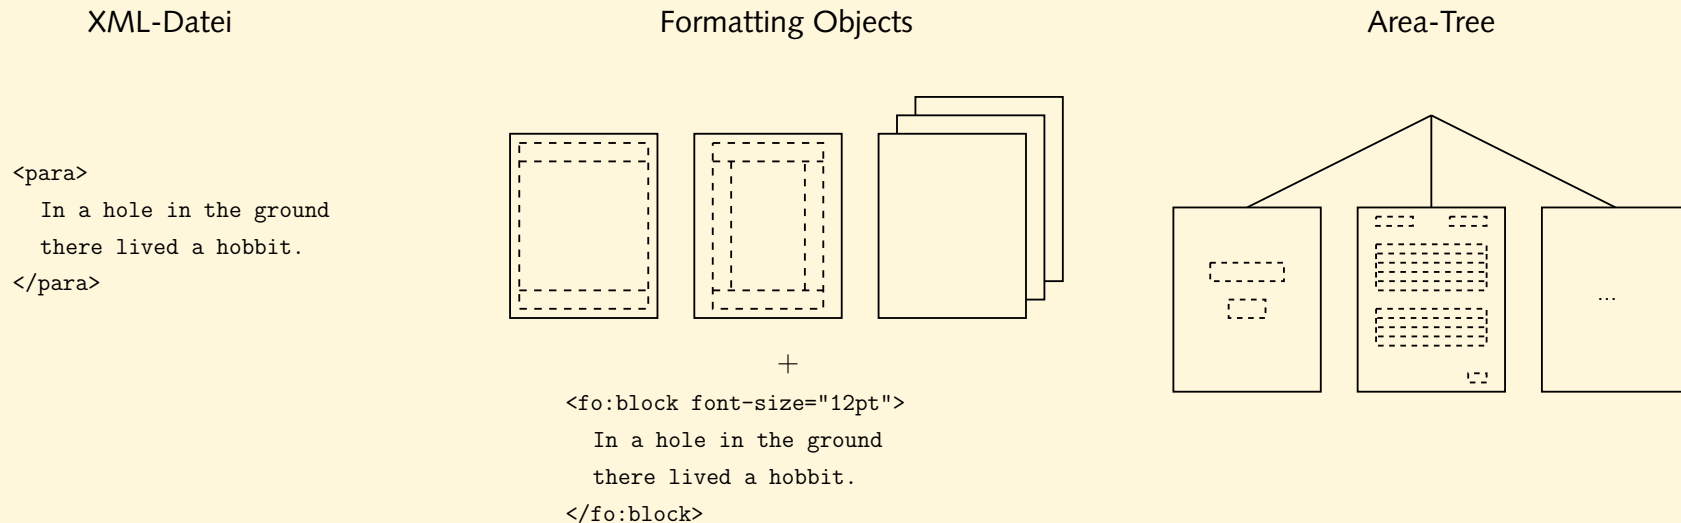 XML-Datei
Formatting Objects
Area-Tree
<para>
In a hole in the ground
there lived a hobbit.
</para>
+
<fo:block font-size="12pt">
In a hole in the ground
there lived a hobbit.
</fo:block>
...